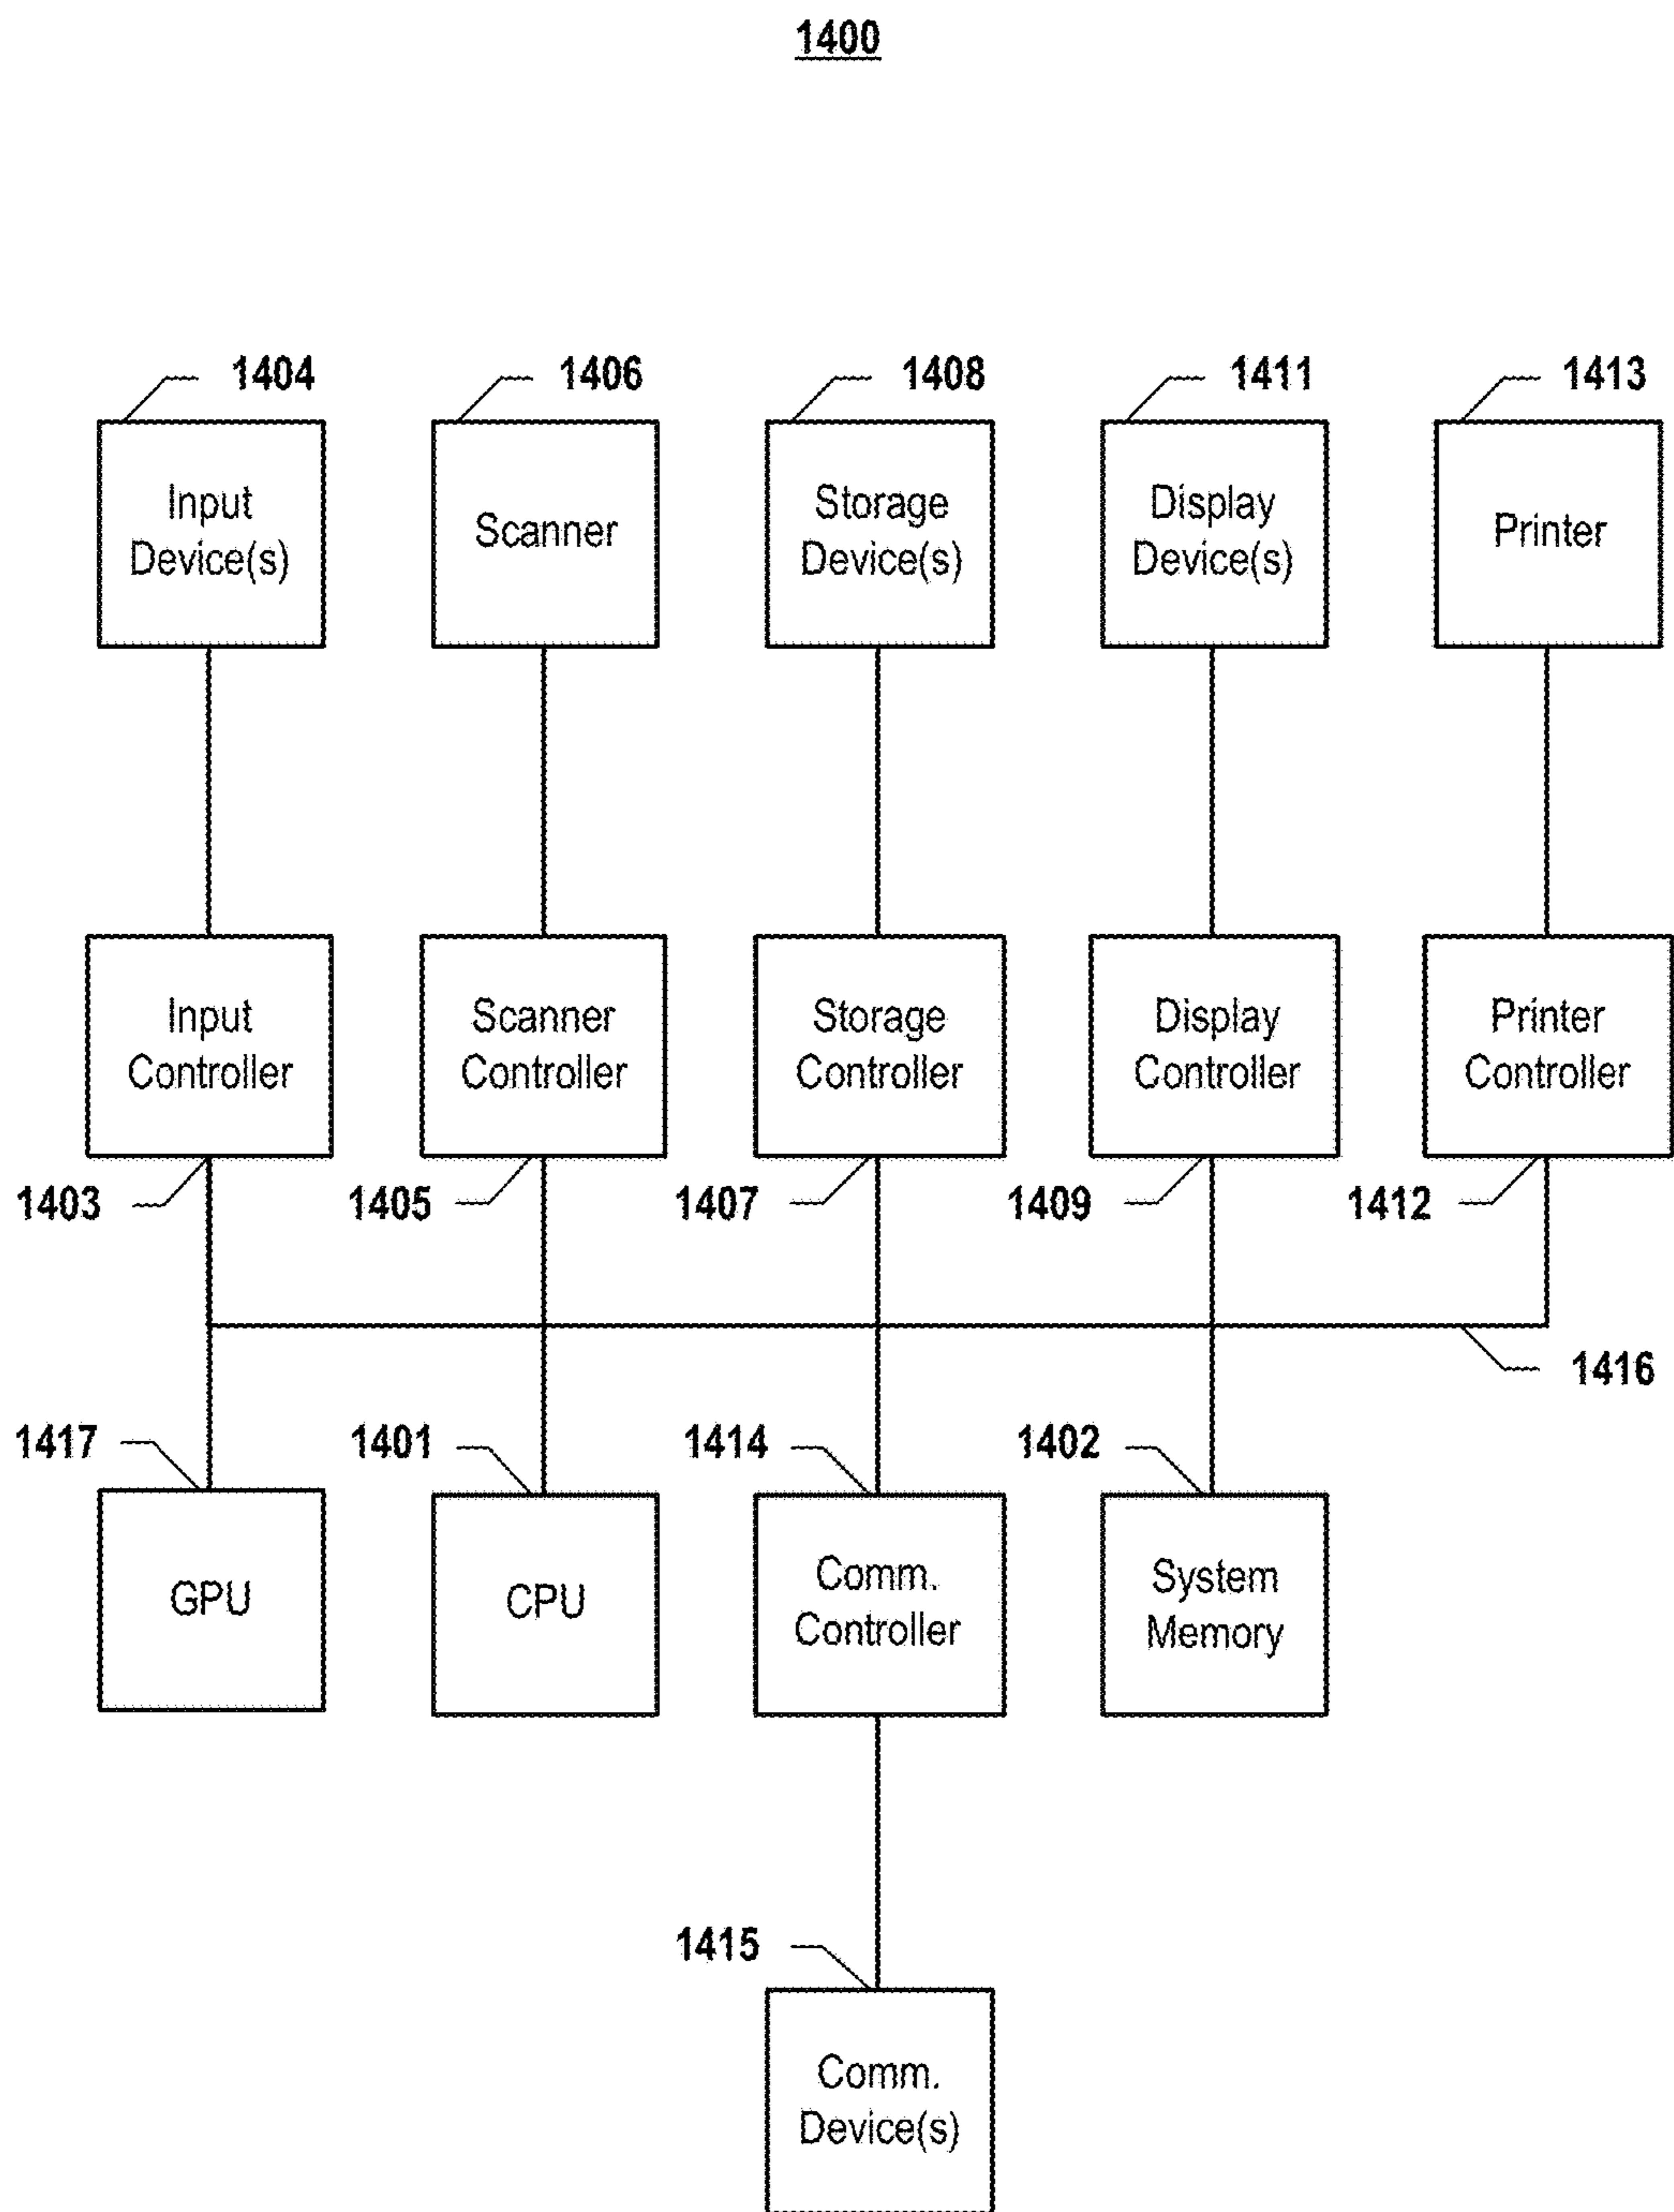 1400
1404
1406
1408
1411
1413
Input
Device(s)
Scanner
Storage
Device(s)
Display
Device(s)
Printer
Input
Controller
Scanner
Controller
Storage
Controller
Display
Controller
Printer
Controller
1403
1405
1407
1409
1412
1416
1417
1401
1414
1402
GPU
CPU
Comm.
Controller
System
Memory
1415
Comm.
Device(s)